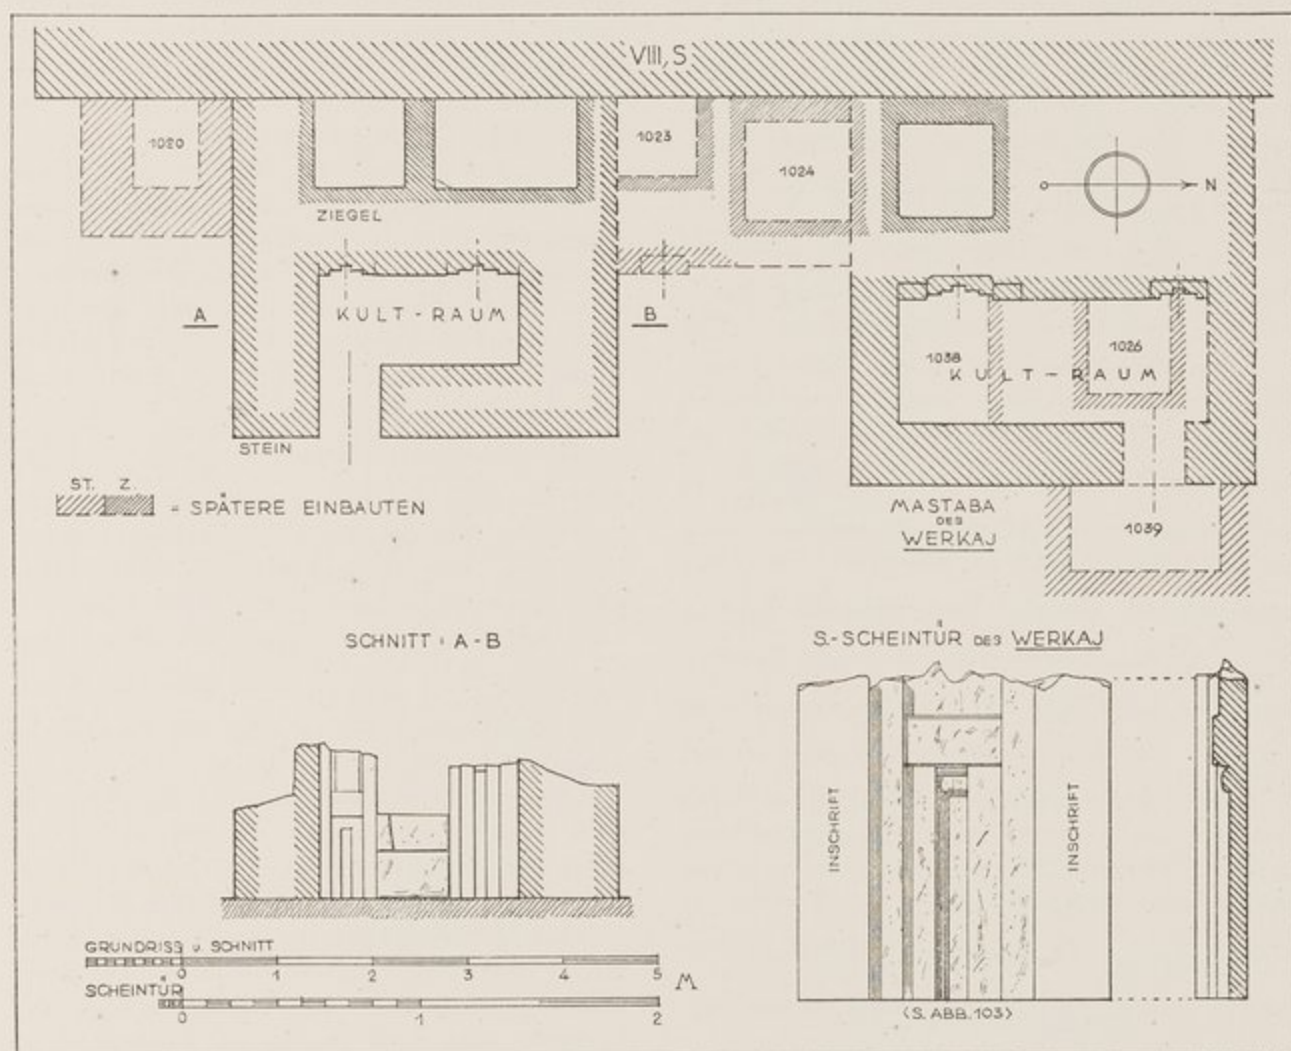 VIII, S
1020
1023
1024
N
ZIEGEL
A
KULT-RAUM
B
1038
1026
KULT-RAUM
STEIN
ST. Z.
= SPÄTERE EINBAUTEN
MASTABA
DES
WERKAJ
1039
SCHNITT: A-B
S.-SCHEINTÜR DES WERKAJ
INSCHRIFT
INSCHRIFT
GRUNDRISS U. SCHNITT
0 1 2 3 4 5
M
SCHEINTÜR
0 1 2
(S. ABB. 103)